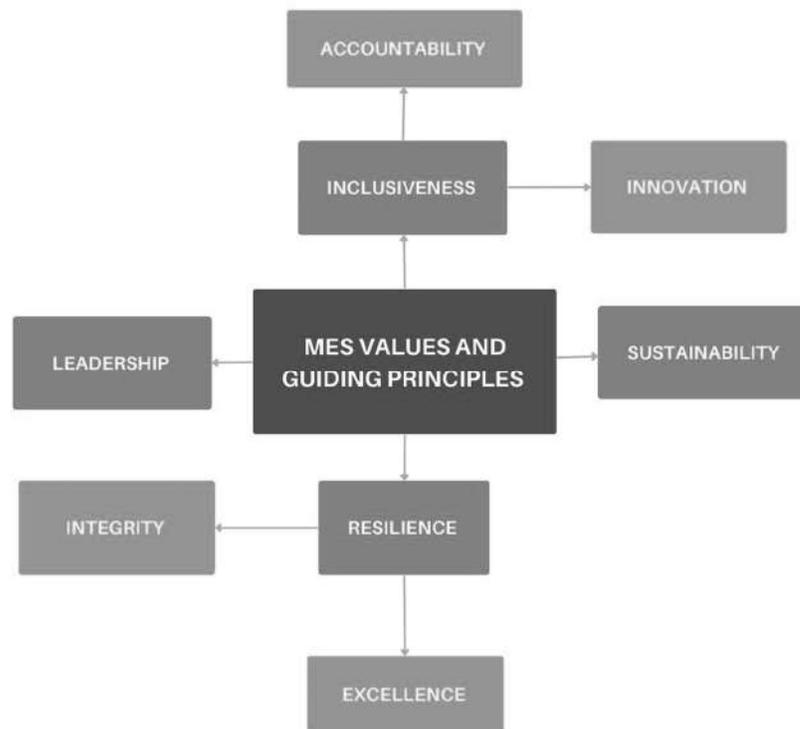 ACCOUNTABILITY
INCLUSIVENESS
INNOVATION
MES VALUES AND
GUIDING PRINCIPLES
LEADERSHIP
SUSTAINABILITY
INTEGRITY
RESILIENCE
EXCELLENCE